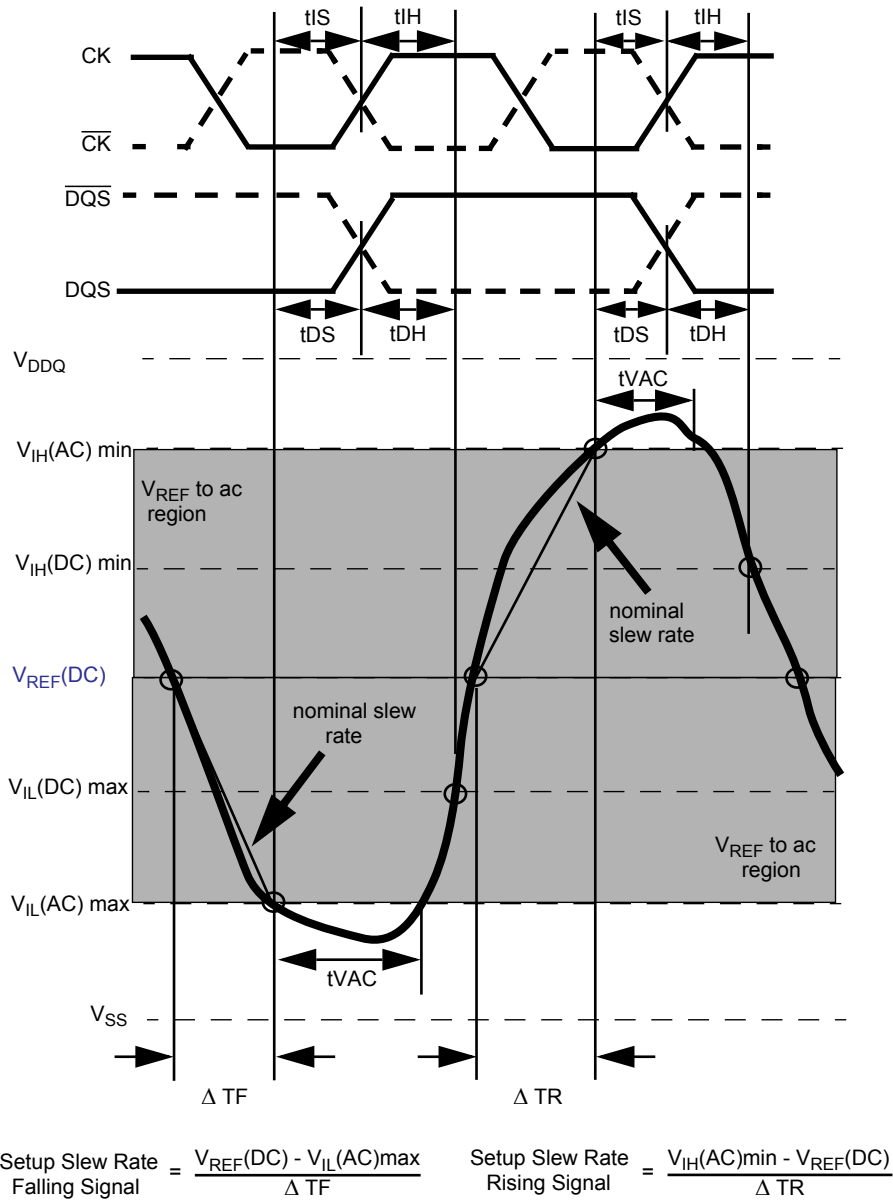 tIS tIH tIS tIH
CK
C̅K̅
D̅Q̅S̅
DQS
tDS tDH tDS tDH
VDDQ
tVAC
VIH(AC) min
VREF to ac
region
VIH(DC) min
nominal
slew rate
VREF(DC)
nominal slew
rate
VIL(DC) max
VREF to ac
region
VIL(AC) max
tVAC
VSS
Δ TF Δ TR
Setup Slew Rate
Falling Signal
=
VREF(DC) - VIL(AC)max
Δ TF
Setup Slew Rate
Rising Signal
=
VIH(AC)min - VREF(DC)
Δ TR